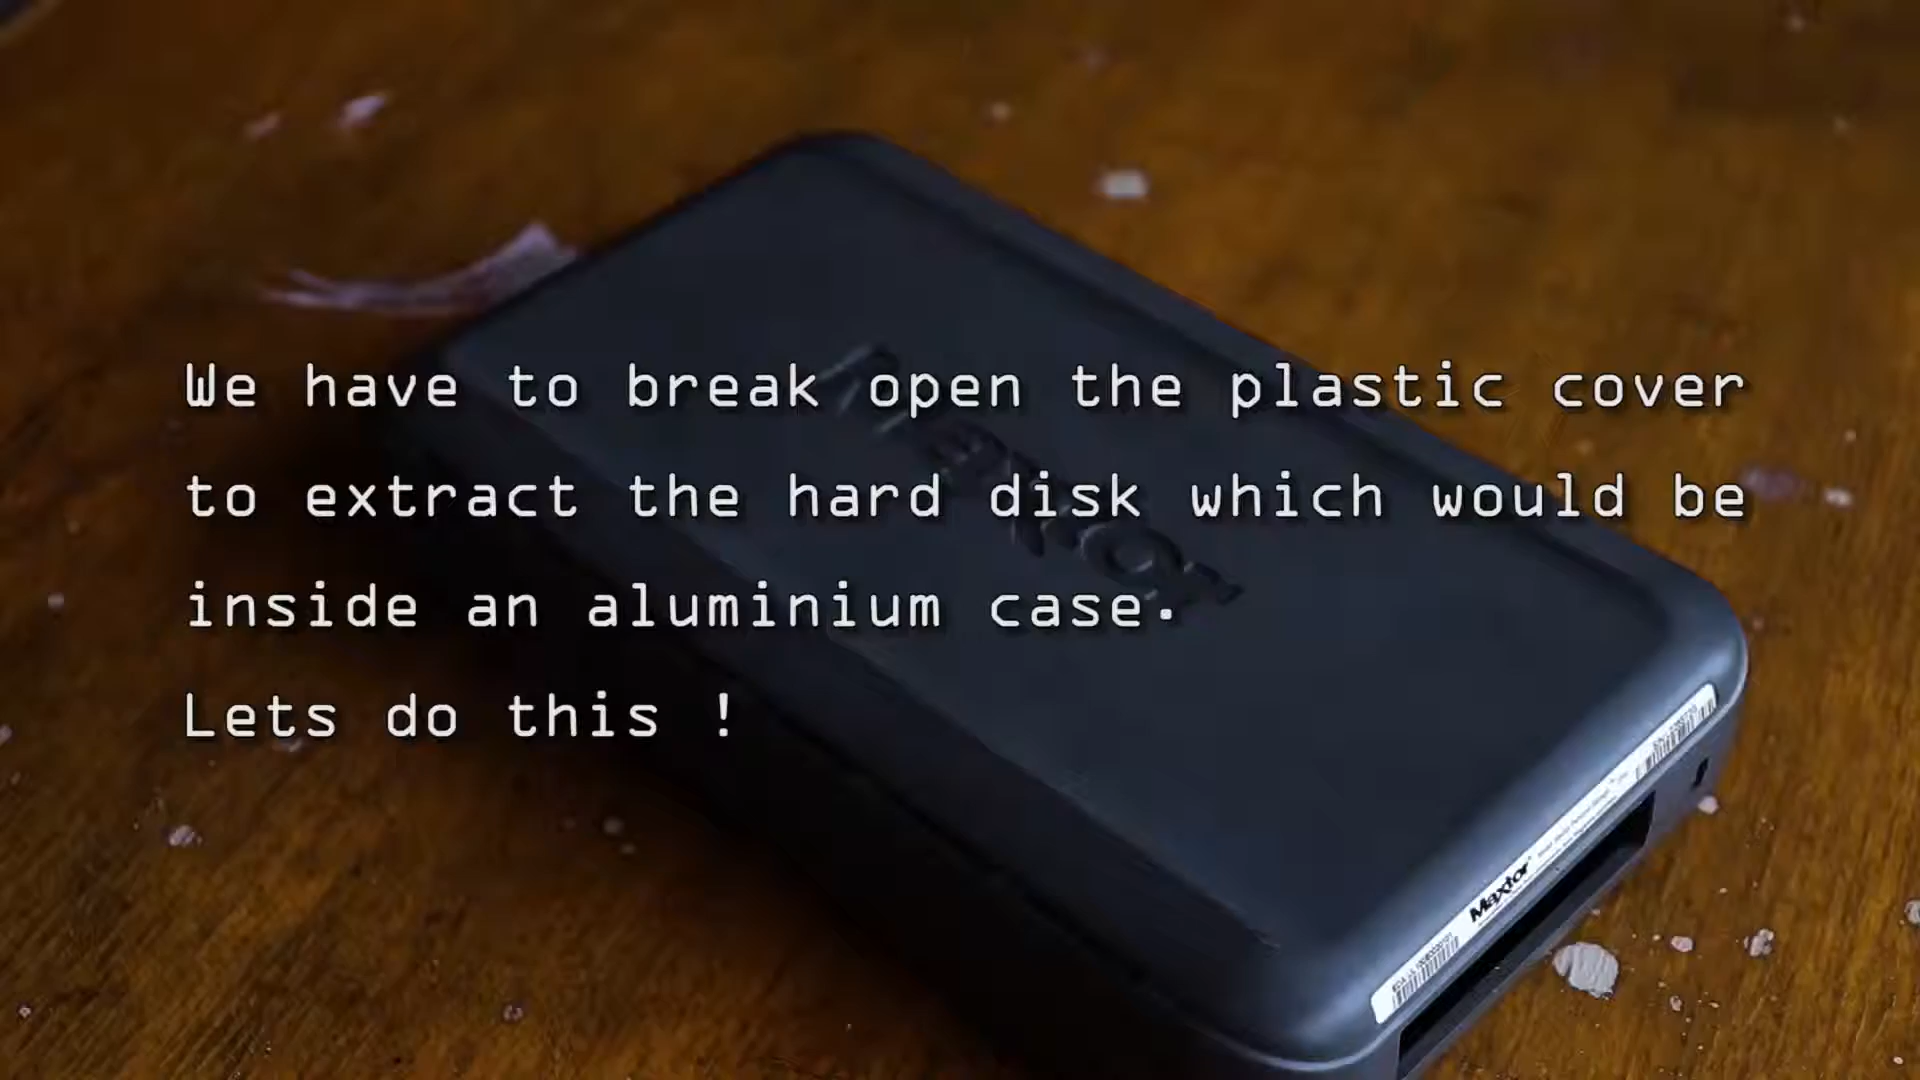 We have to break open the plastic cover
to extract the hard disk which would be
inside an aluminium case.
Lets do this !
Maxtor
Maxtor